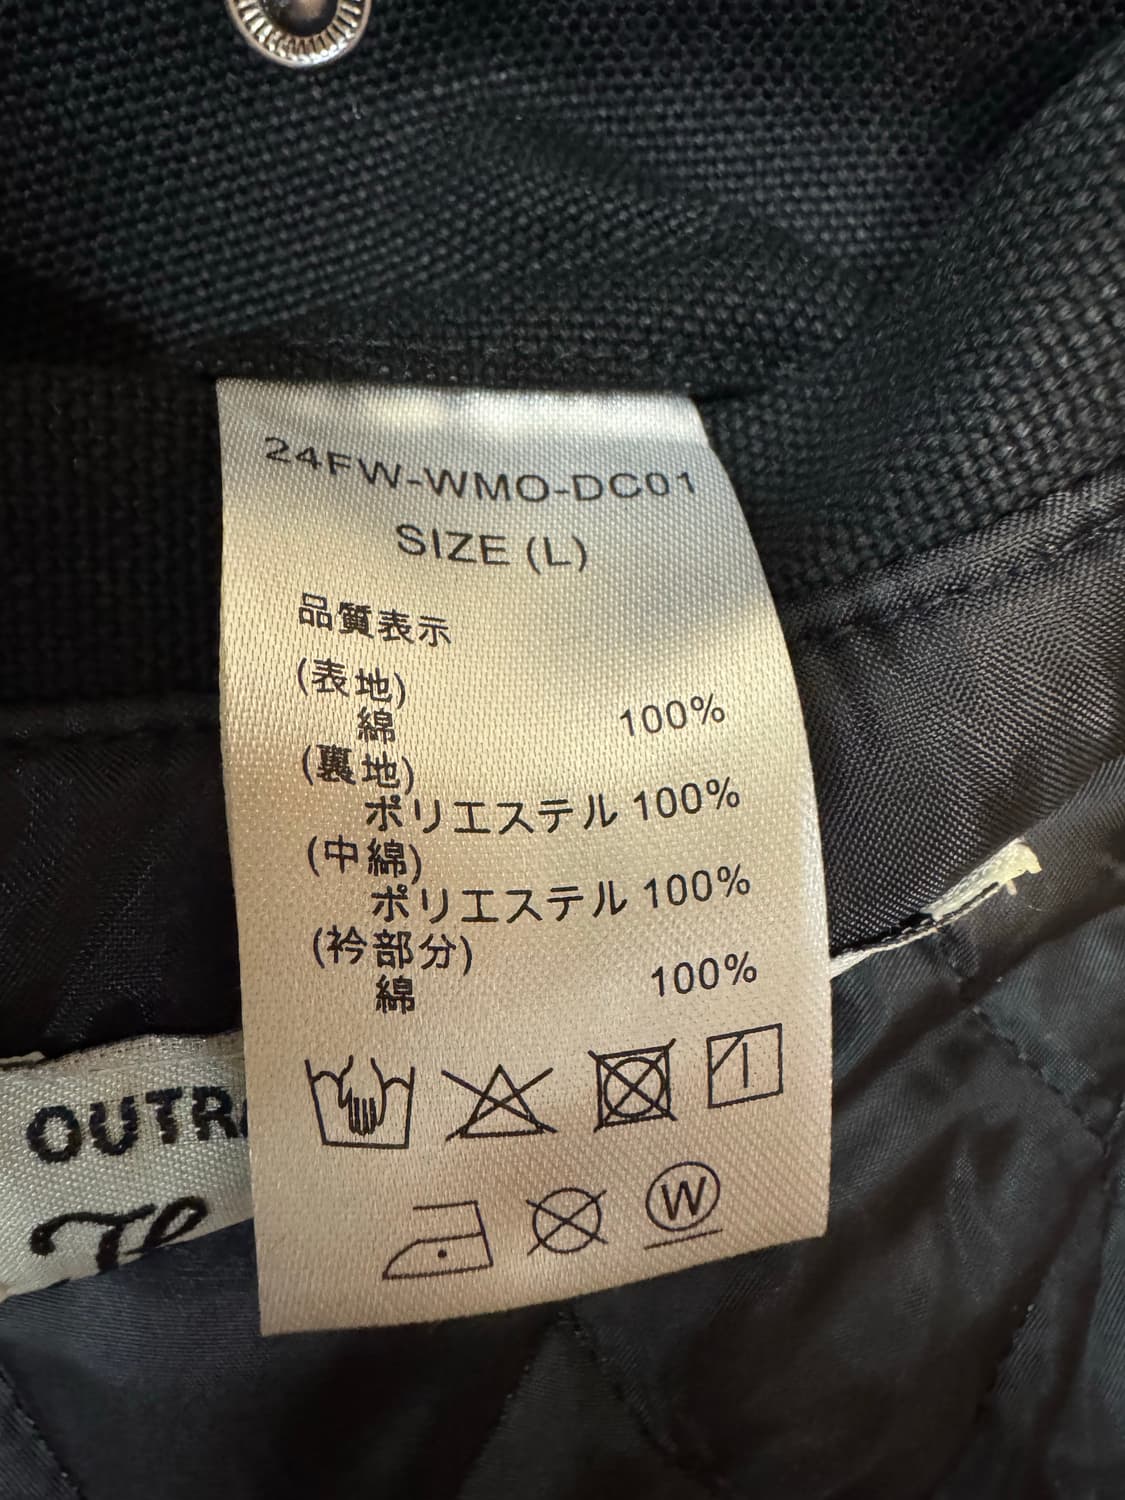 24FW-WMO-DC01
SIZE (L)
品質表示
(表地)
綿 100%
(裏地)
ポリエステル 100%
(中綿)
ポリエステル 100%
(衿部分)
綿 100%
W